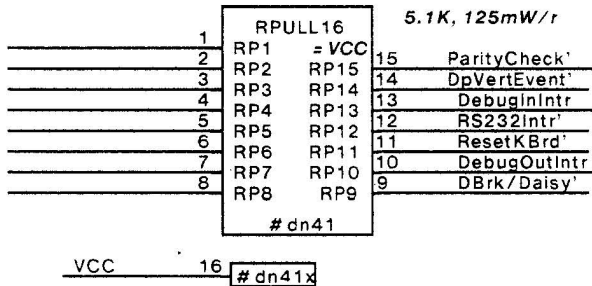 RPULL16 5.1K, 125mW/r
1 RP1 = VCC
2 RP2 RP15 15 ParityCheck'
3 RP3 RP14 14 DpVertEvent'
4 RP4 RP13 13 DebugInIntr
5 RP5 RP12 12 RS232Intr'
6 RP6 RP11 11 ResetKBrd'
7 RP7 RP10 10 DebugOutIntr
8 RP8 RP9 9 DBrk/Daisy'
# dn41
VCC 16 # dn41x